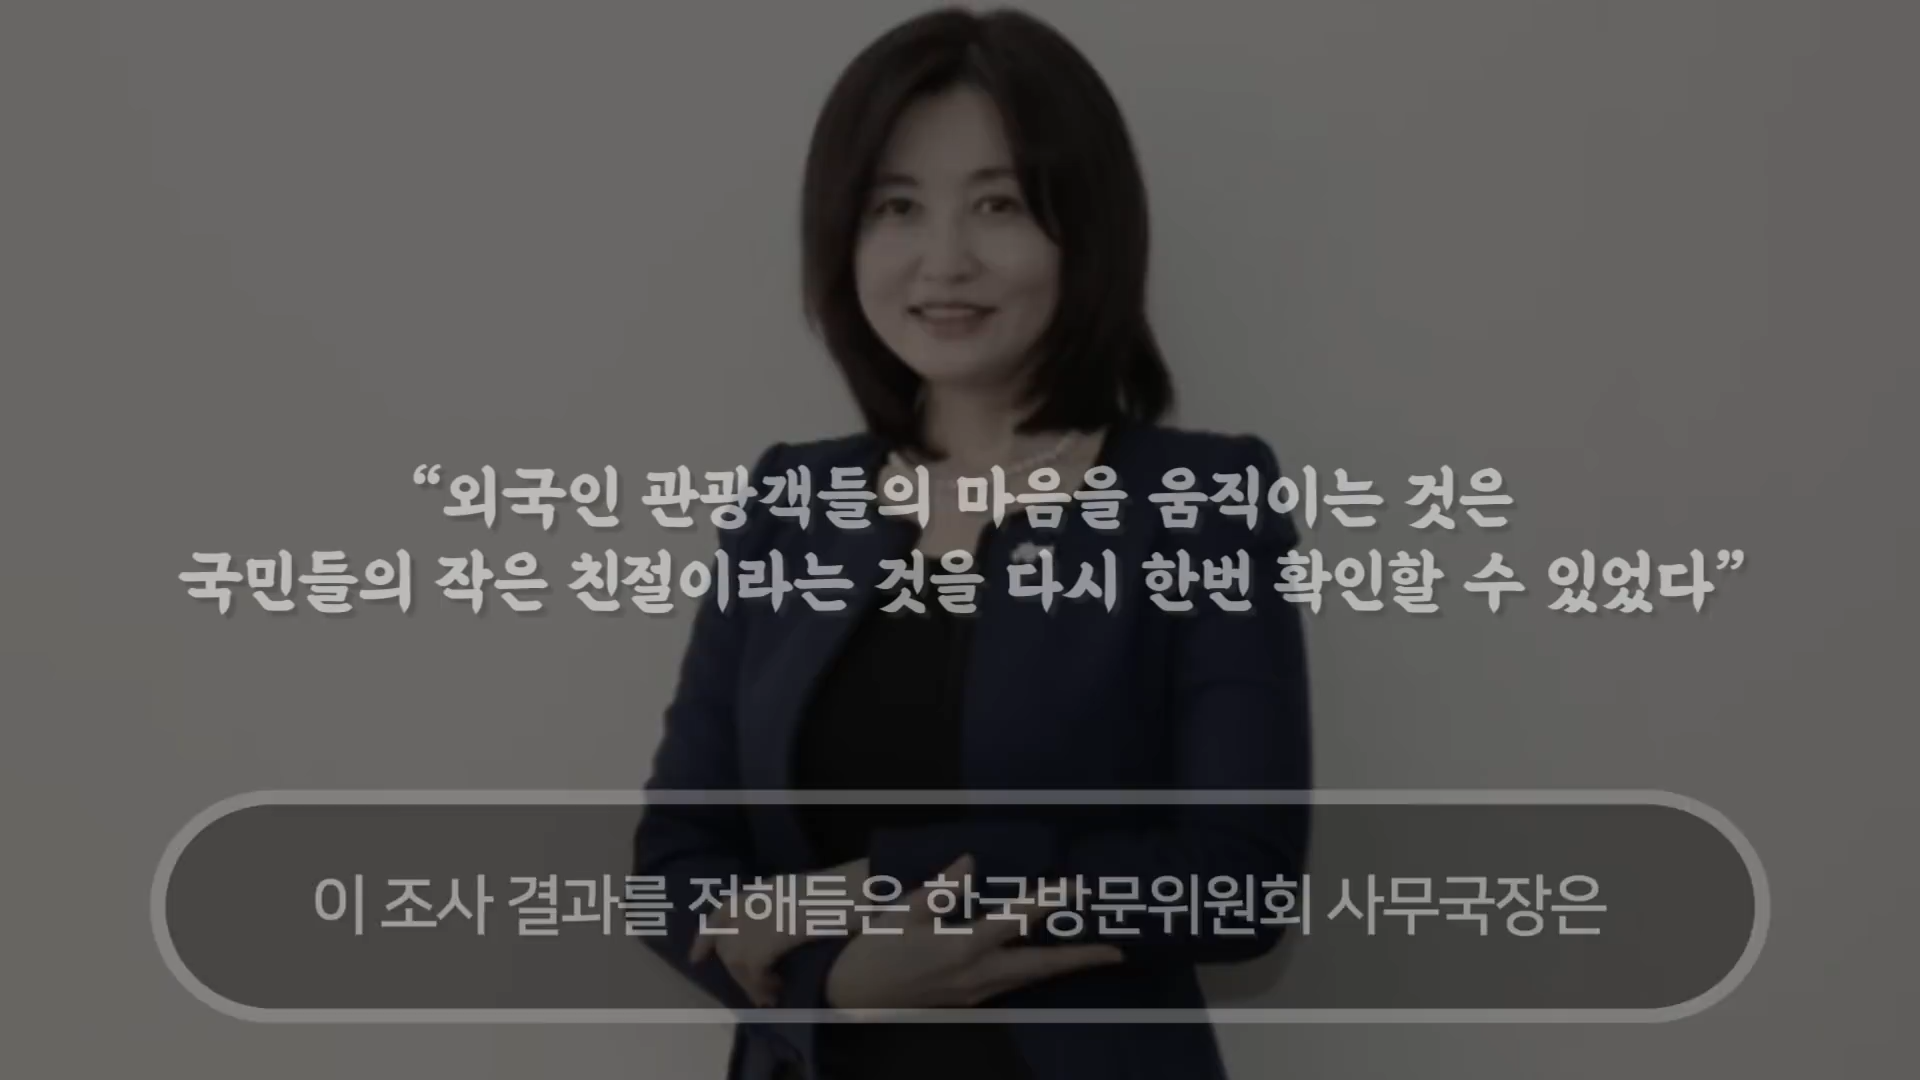 “외국인 관광객들의 마음을 움직이는 것은
국민들의 작은 친절이라는 것을 다시 한번 확인할 수 있었다”
이 조사 결과를 전해들은 한국방문위원회 사무국장은